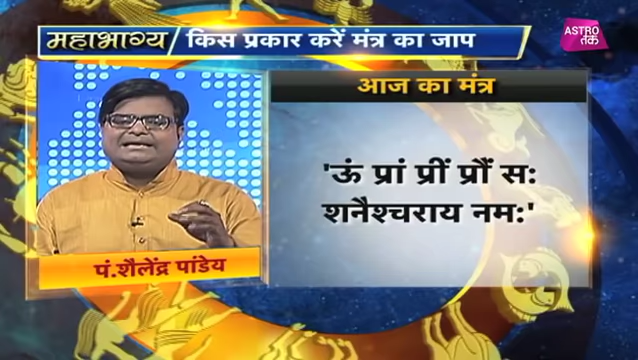 महाभाग्य
किस प्रकार करें मंत्र का जाप
ASTRO
तक
आज का मंत्र
'ऊं प्रां प्रीं प्रौं स:
शनैश्चराय नम:'
पं.शैलेंद्र पांडेय